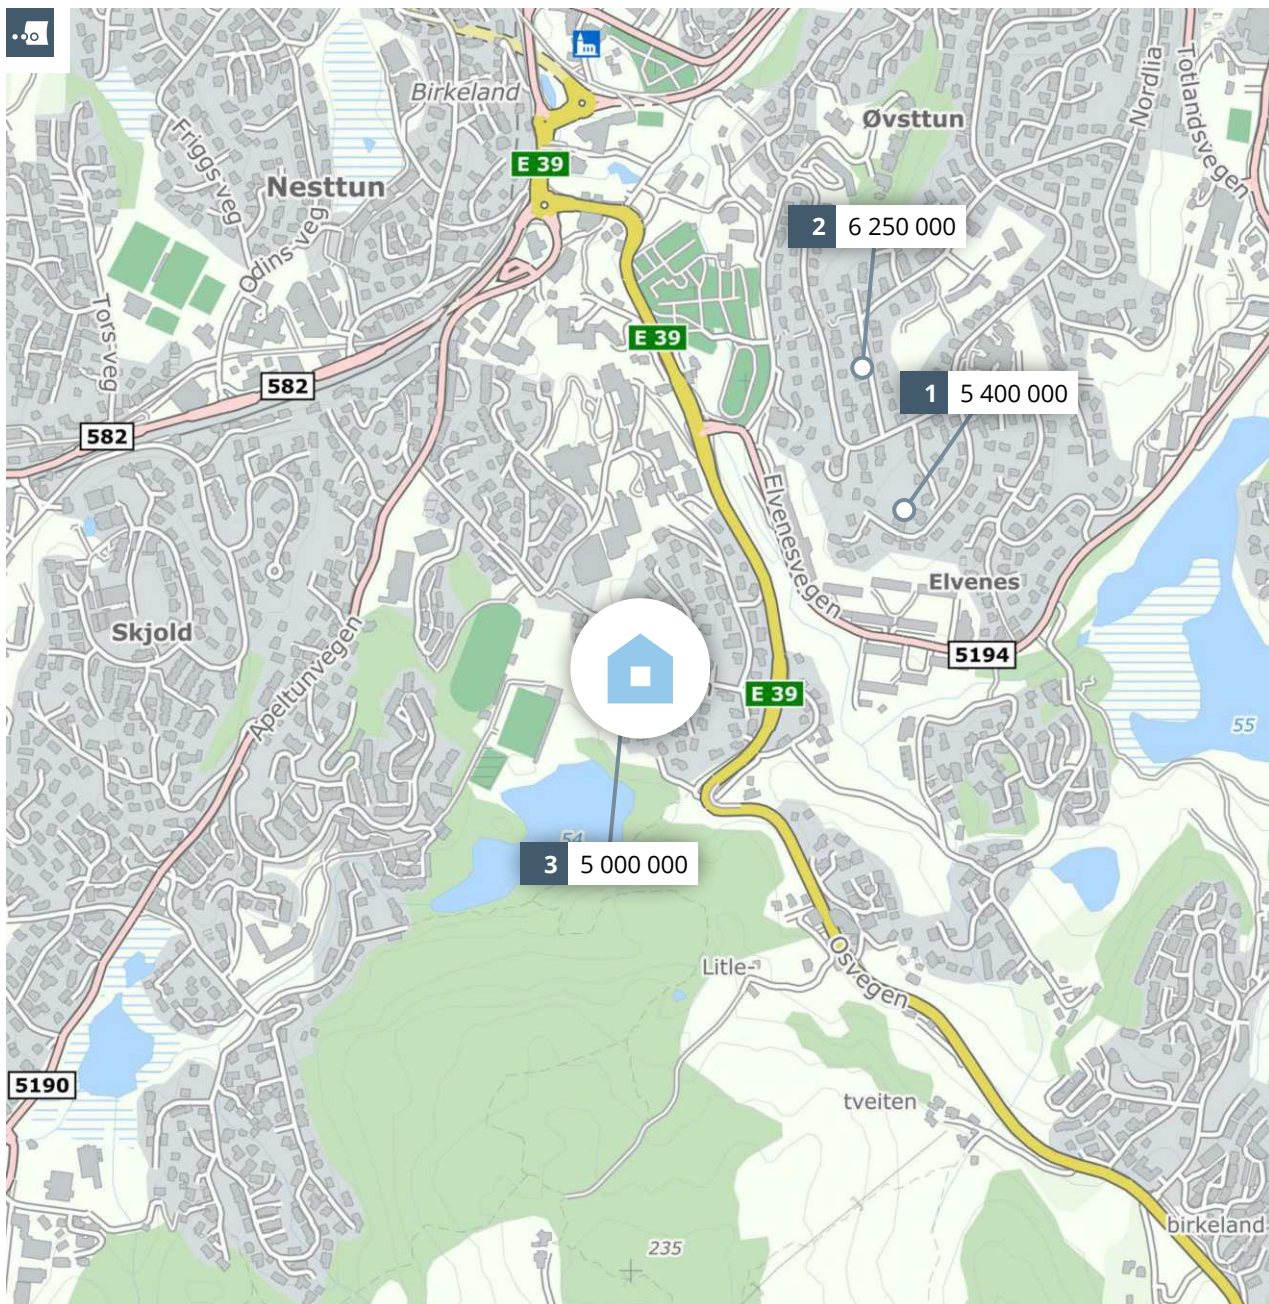 Birkeland
Øvsttun
Nordlia
Totlandsvegen
Friggs veg
E 39
Nesttun
2 6 250 000
Odins veg
Tors veg
E 39
582
1 5 400 000
582
Elvenesvegen
Elvenes
Skjold
5194
Apeltunvegen
E 39
55
54
3 5 000 000
Osvegen
Litle-
5190
tveiten
birkeland
235